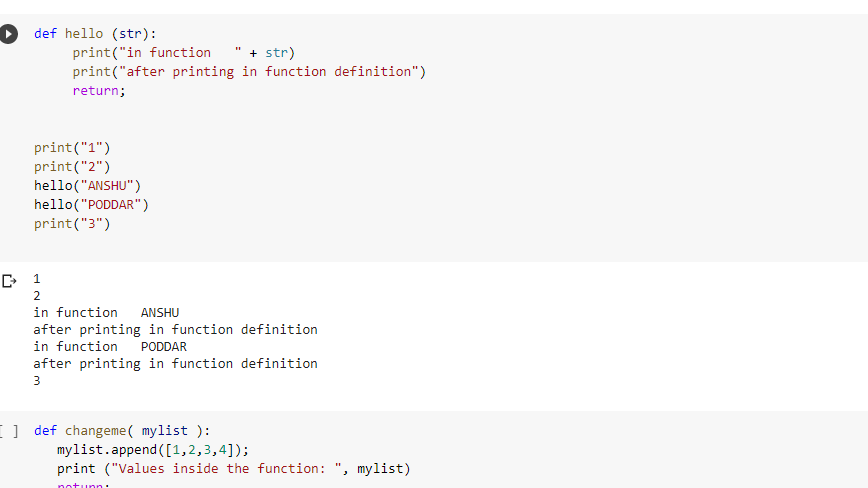 def hello (str):
print("in function   " + str)
print("after printing in function definition")
return;
print("1")
print("2")
hello("ANSHU")
hello("PODDAR")
print("3")
1
2
in function   ANSHU
after printing in function definition
in function   PODDAR
after printing in function definition
3
[ ] def changeme( mylist ):
mylist.append([1,2,3,4]);
print ("Values inside the function: ", mylist)
return;